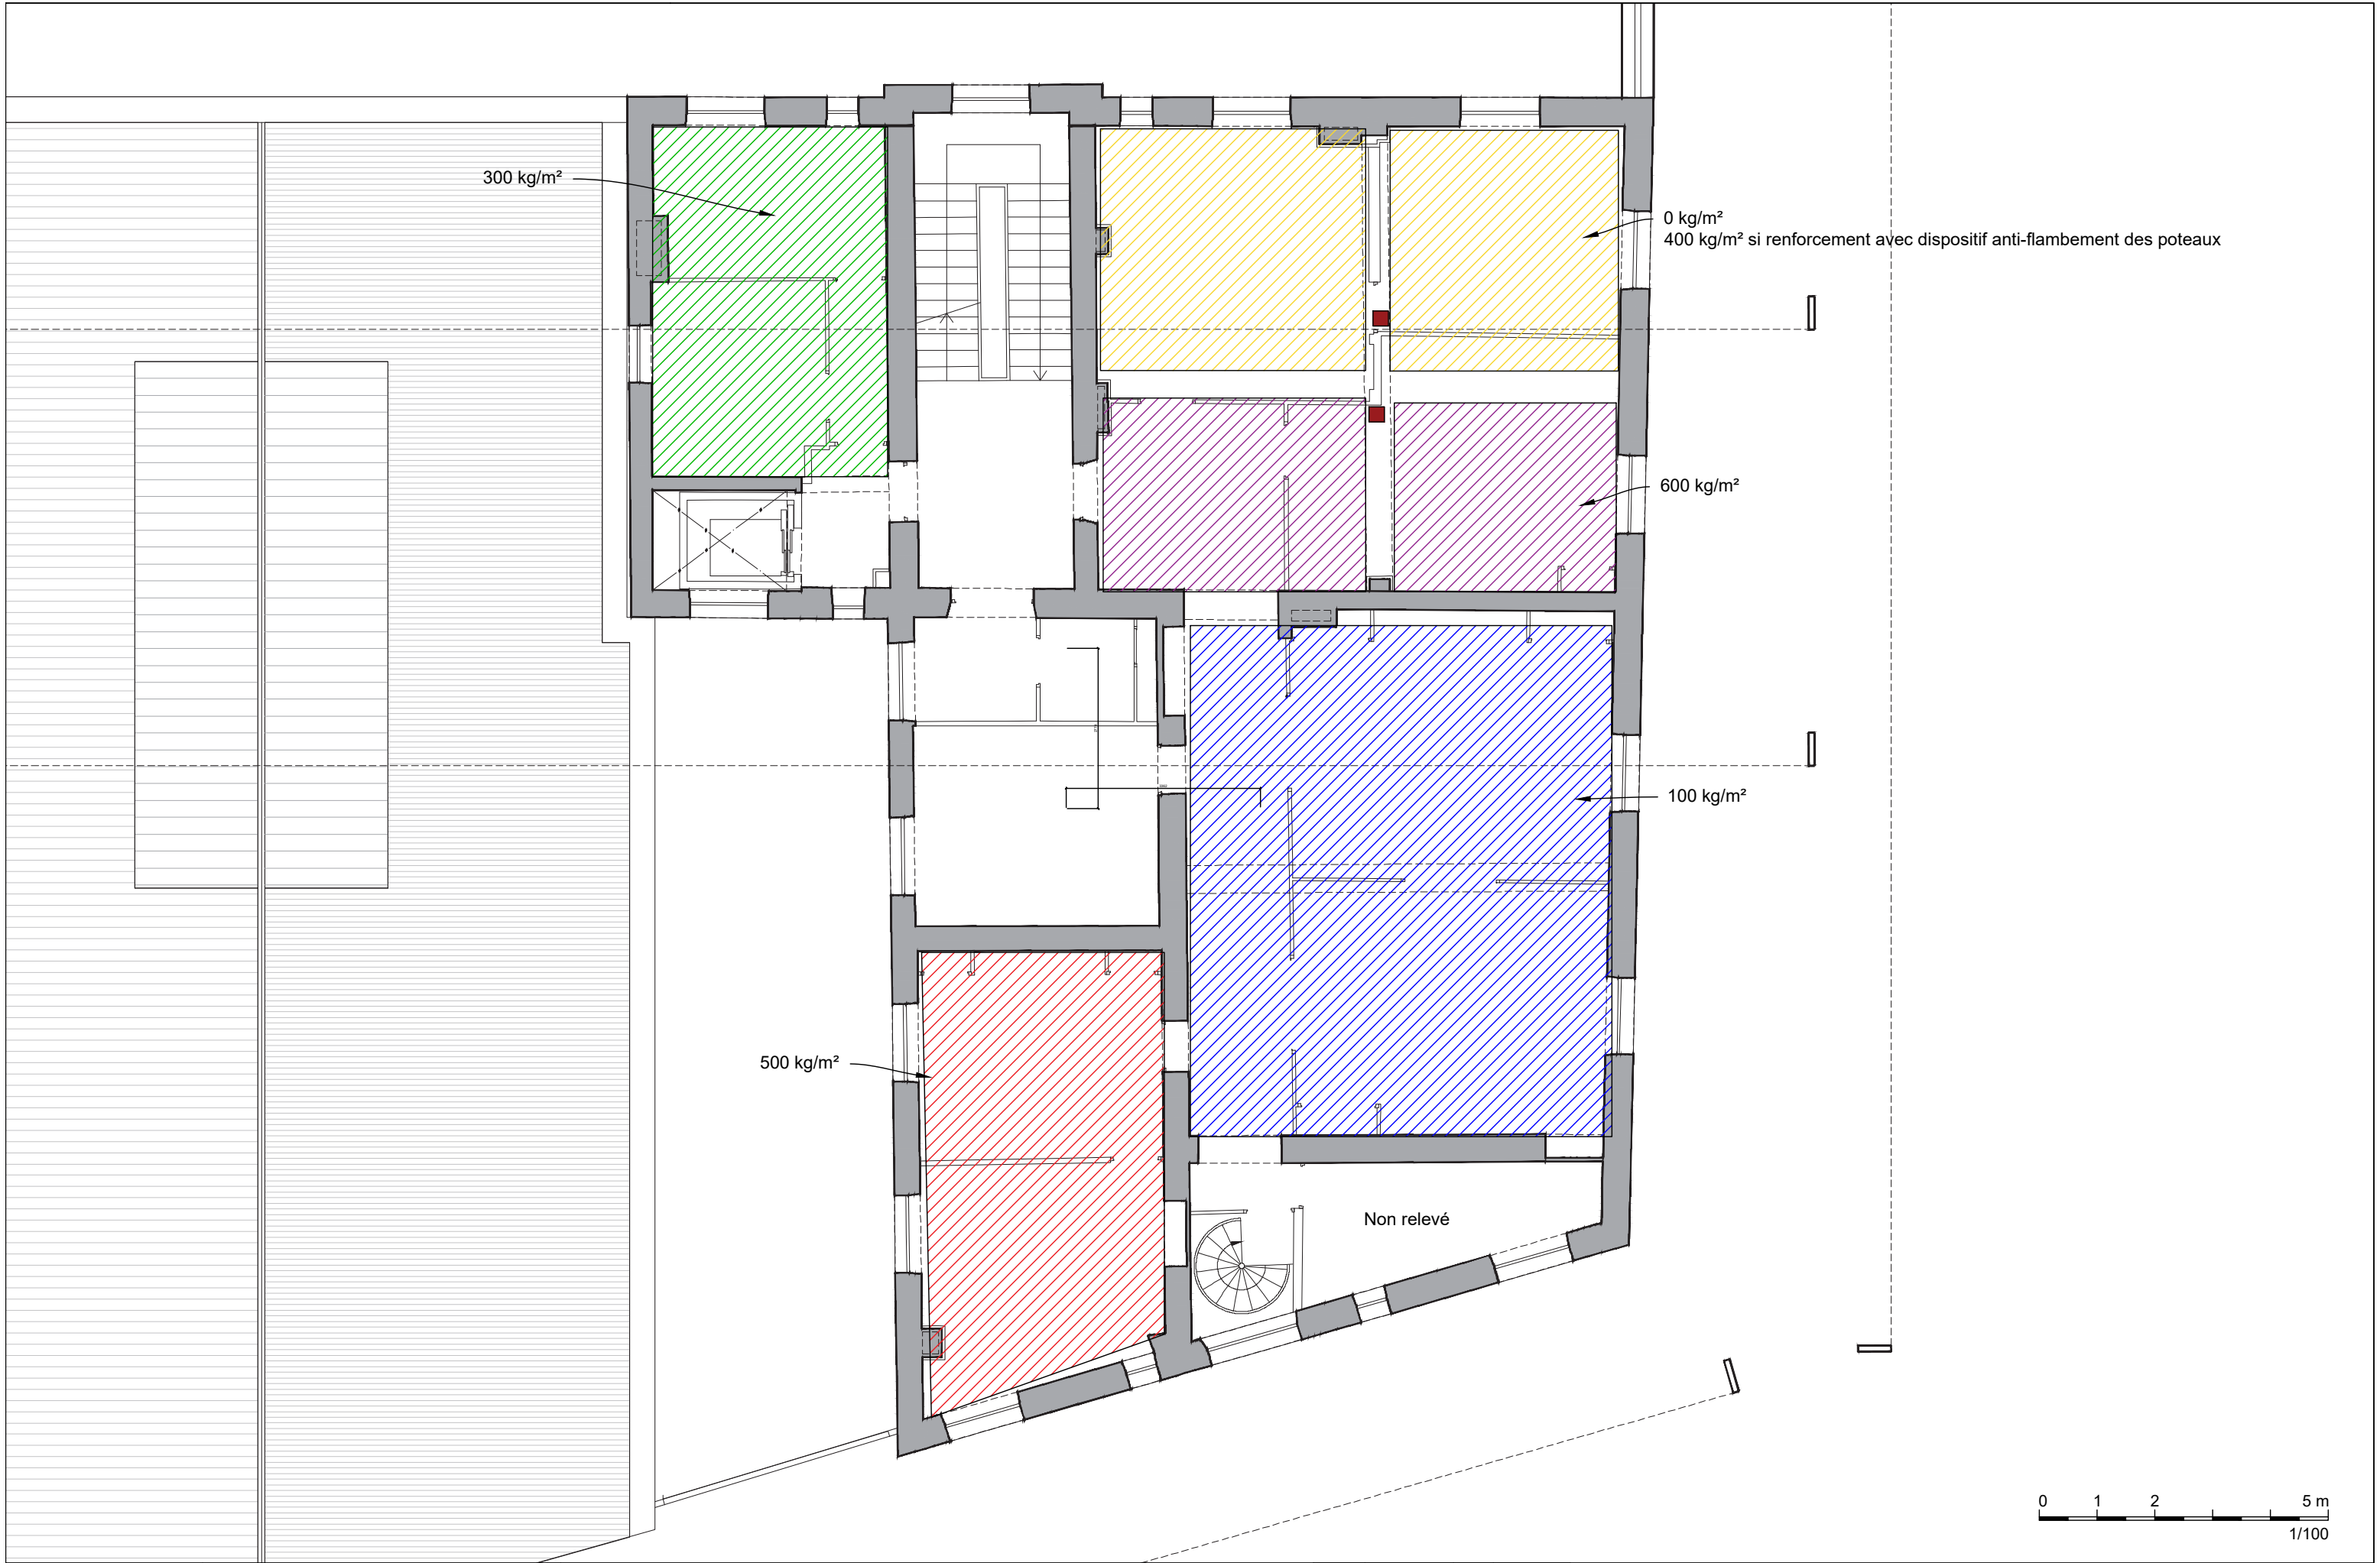 300 kg/m²
0 kg/m²
400 kg/m² si renforcement avec dispositif anti-flambement des poteaux
600 kg/m²
100 kg/m²
500 kg/m²
Non relevé
0 1 2 5 m
1/100